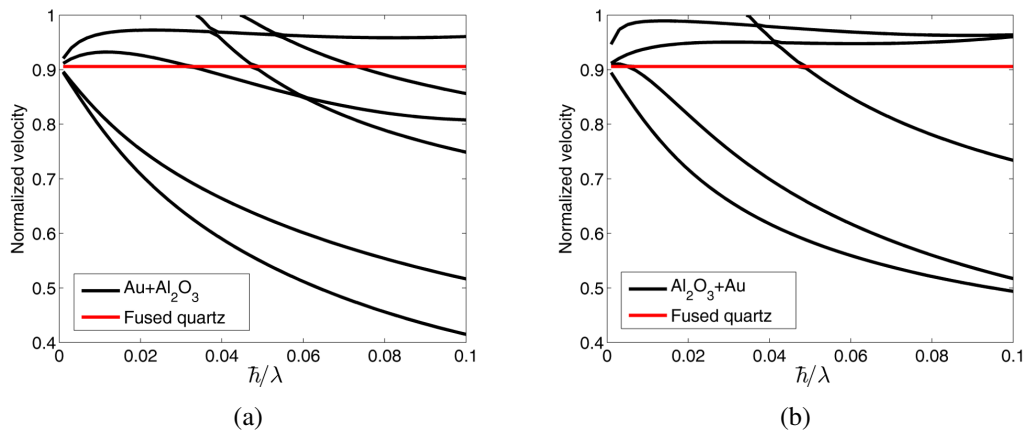 1
0.9
0.8
0.7
0.6
0.5
0.4
Normalized velocity
Au+Al2O3
Fused quartz
0 0.02 0.04 0.06 0.08 0.1
ħ/λ
(a)
1
0.9
0.8
0.7
0.6
0.5
0.4
Normalized velocity
Al2O3+Au
Fused quartz
0 0.02 0.04 0.06 0.08 0.1
ħ/λ
(b)